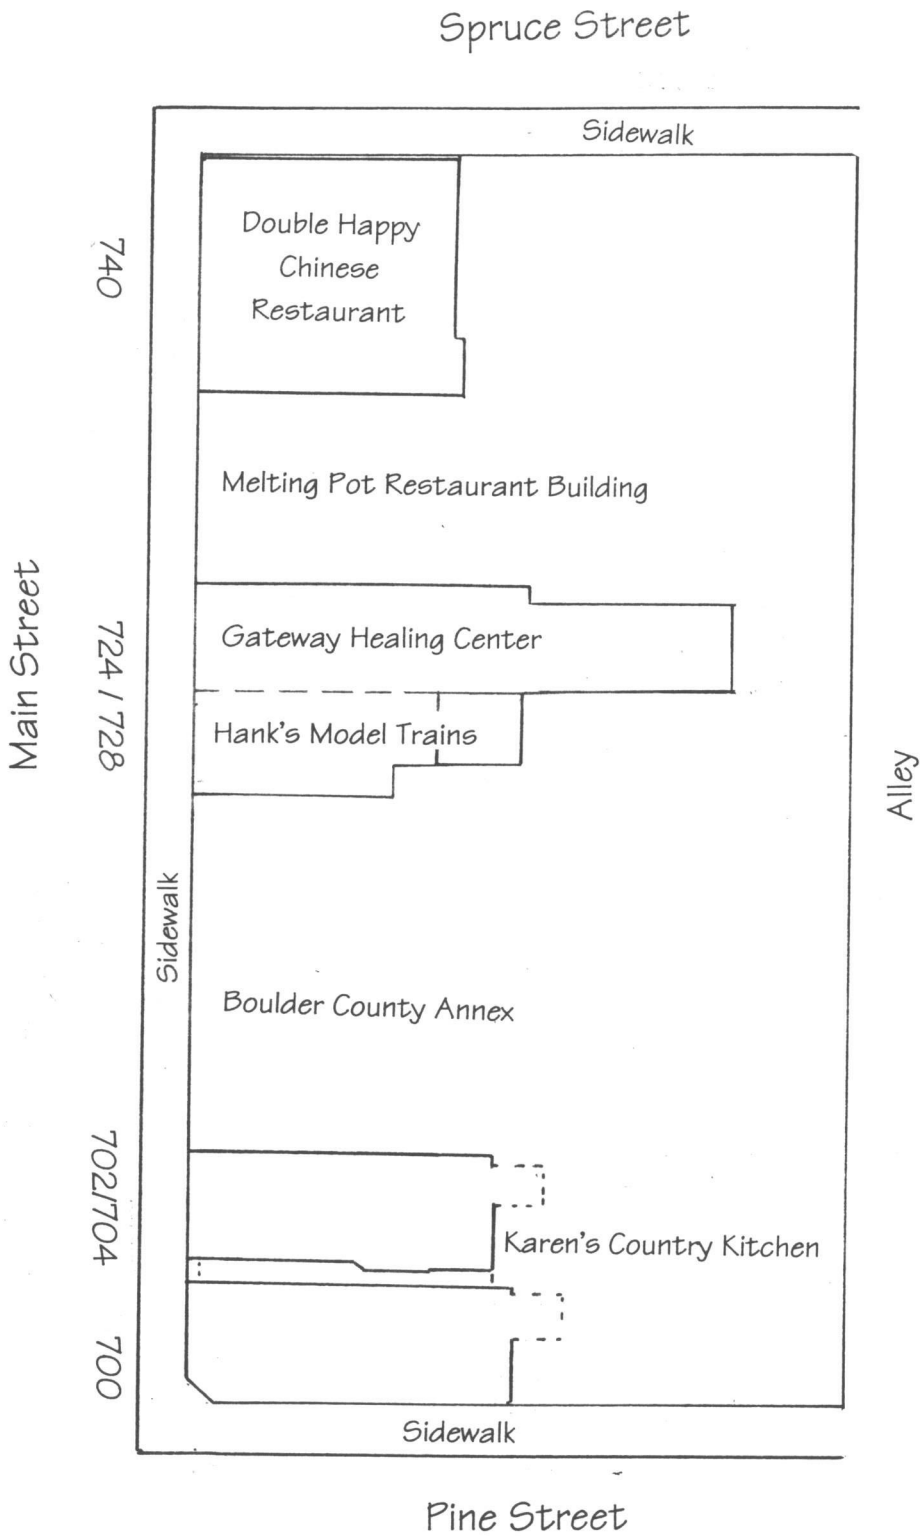 Spruce Street
Sidewalk
Double Happy
Chinese
Restaurant
740
Melting Pot Restaurant Building
Main Street
724 / 728
Gateway Healing Center
Hank's Model Trains
Alley
Sidewalk
Boulder County Annex
702/704
Karen's Country Kitchen
700
Sidewalk
Pine Street